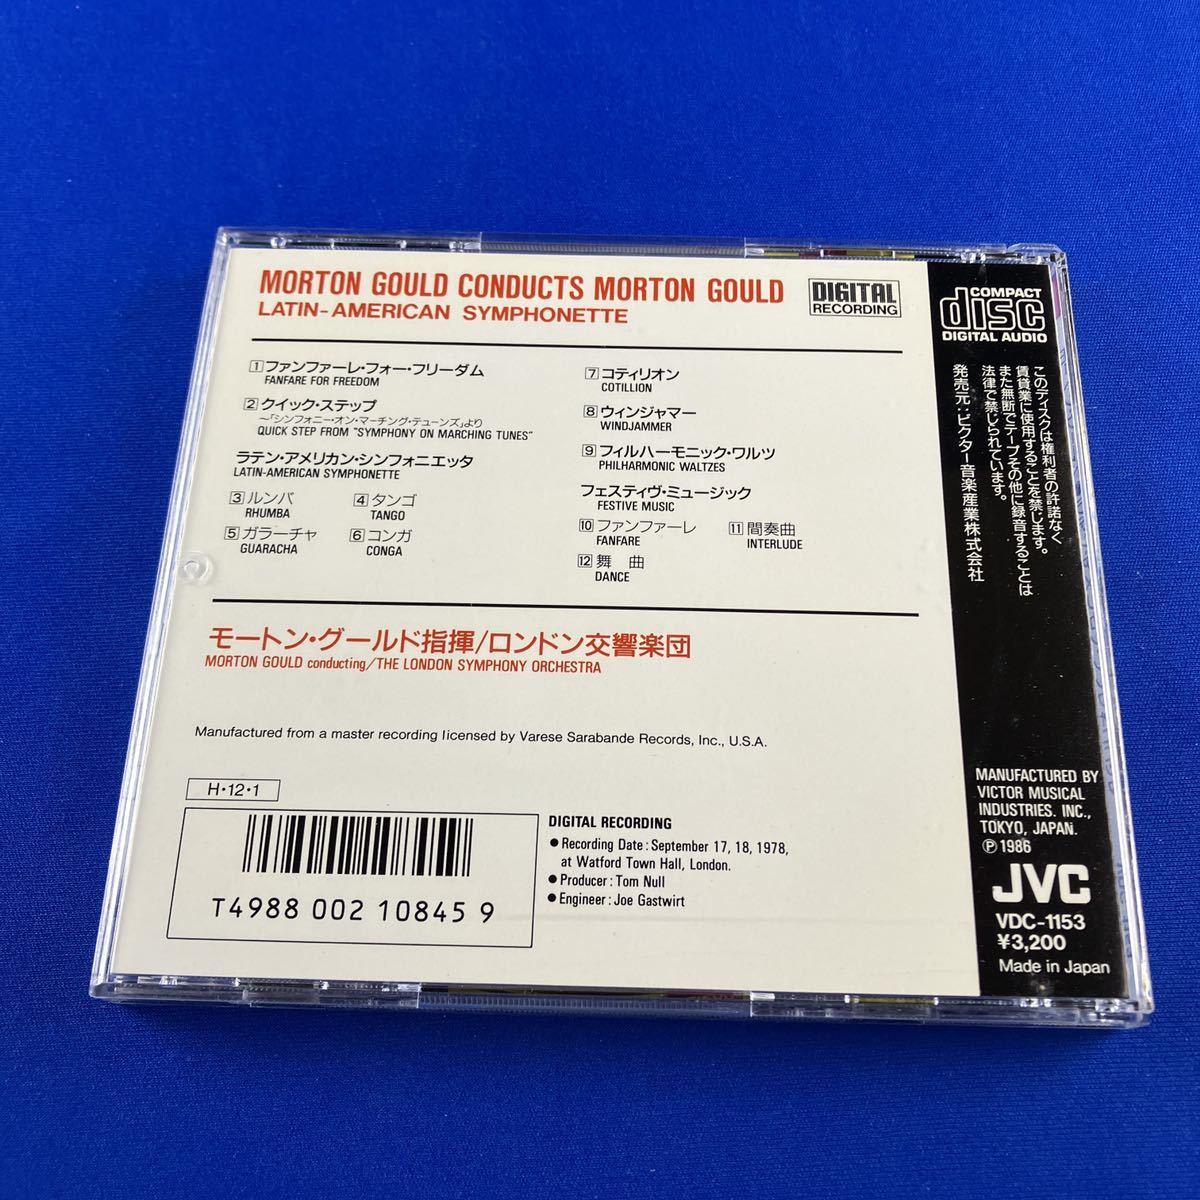 MORTON GOULD CONDUCTS MORTON GOULD
LATIN-AMERICAN SYMPHONETTE
DIGITAL
RECORDING
1 ファンファーレ・フォー・フリーダム
FANFARE FOR FREEDOM
2 クイック・ステップ
〜「シンフォニー・オン・マーチング・テューンズ」より
QUICK STEP FROM "SYMPHONY ON MARCHING TUNES"
ラテン・アメリカン・シンフォニエッタ
LATIN-AMERICAN SYMPHONETTE
3 ルンバ
RHUMBA
4 タンゴ
TANGO
5 ガラーチャ
GUARACHA
6 コンガ
CONGA
7 コティリオン
COTILLION
8 ウィンジャマー
WINDJAMMER
9 フィルハーモニック・ワルツ
PHILHARMONIC WALTZES
フェスティヴ・ミュージック
FESTIVE MUSIC
10 ファンファーレ
FANFARE
11 間奏曲
INTERLUDE
12 舞曲
DANCE
モートン・グールド指揮/ロンドン交響楽団
MORTON GOULD conducting/THE LONDON SYMPHONY ORCHESTRA
Manufactured from a master recording licensed by Varese Sarabande Records, Inc., U.S.A.
H・12・1
T4988 002 10845 9
DIGITAL RECORDING
● Recording Date : September 17, 18, 1978,
at Watford Town Hall, London.
● Producer : Tom Null
● Engineer : Joe Gastwirt
COMPACT
disc
DIGITAL AUDIO
このディスクは権利者の許諾なく
賃貸業に使用することを禁じます。
また無断でテープその他に録音することは
法律で禁じられています。
発売元:ビクター音楽産業株式会社
MANUFACTURED BY
VICTOR MUSICAL
INDUSTRIES. INC.,
TOKYO, JAPAN.
Ⓟ 1986
JVC
VDC-1153
¥3,200
Made in Japan